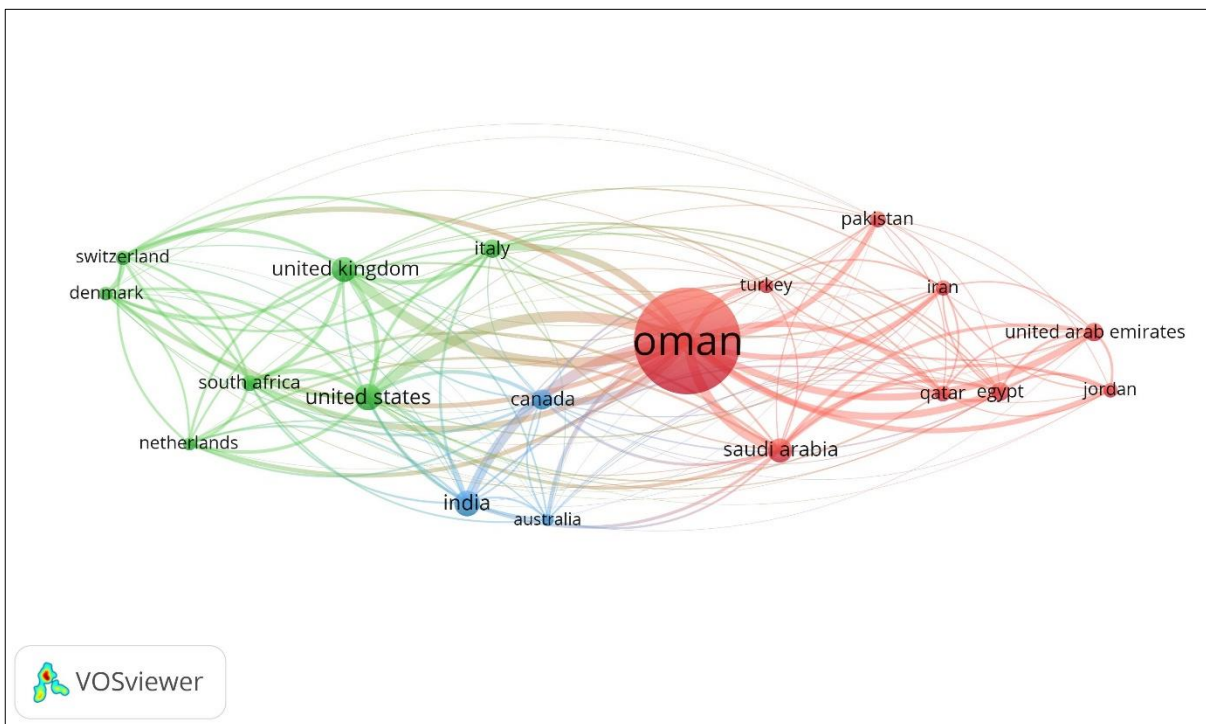 pakistan
switzerland
united kingdom
italy
denmark
turkey
iran
oman
united arab emirates
south africa
united states
canada
qatar
egypt
jordan
netherlands
saudi arabia
india
australia
VOSviewer